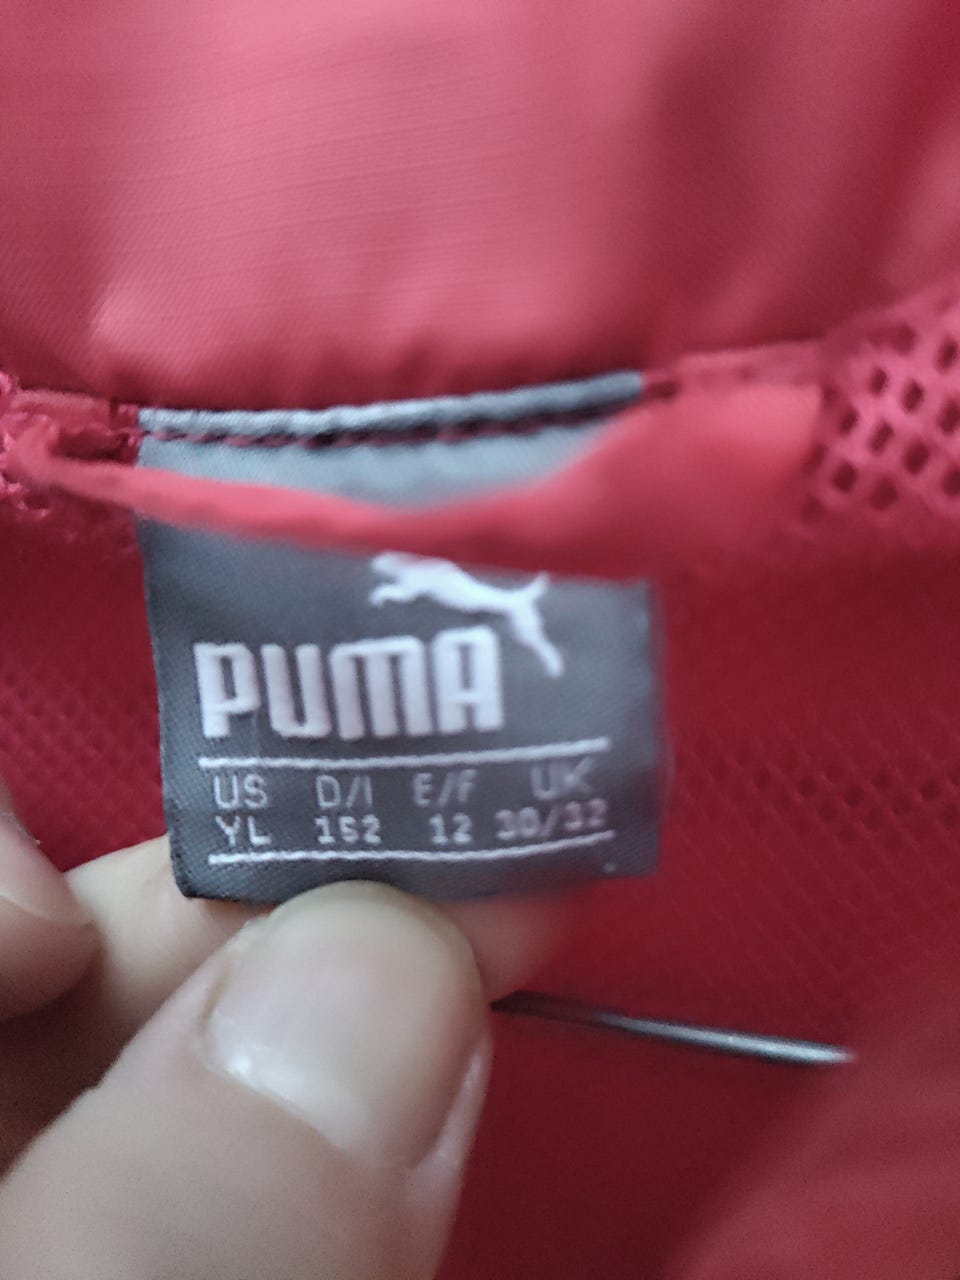 PUMA
US D/I E/F UK
YL 152 12 30/32